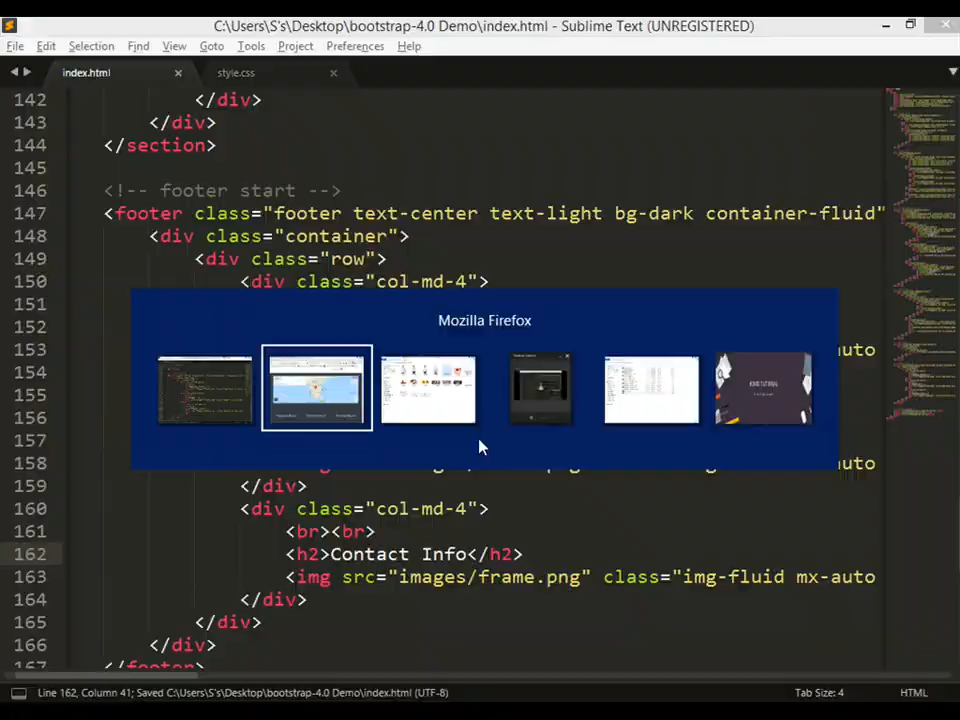 C:\Users\S's\Desktop\bootstrap-4.0 Demo\index.html - Sublime Text (UNREGISTERED)
File Edit Selection Find View Goto Tools Project Preferences Help
index.html style.css
142 </div>
143 </div>
144 </section>
145
146 <!-- footer start -->
147 <footer class="footer text-center text-light bg-dark container-fluid"
148 <div class="container">
149 <div class="row">
150 <div class="col-md-4">
151
Mozilla Firefox
152
153 auto
154
155
156
157
158 auto
159 </div>
160 <div class="col-md-4">
161 <br><br>
162 <h2>Contact Info</h2>
163 <img src="images/frame.png" class="img-fluid mx-auto
164 </div>
165 </div>
166 </div>
167 </footer>
Line 162, Column 41; Saved C:\Users\S's\Desktop\bootstrap-4.0 Demo\index.html (UTF-8) Tab Size: 4 HTML